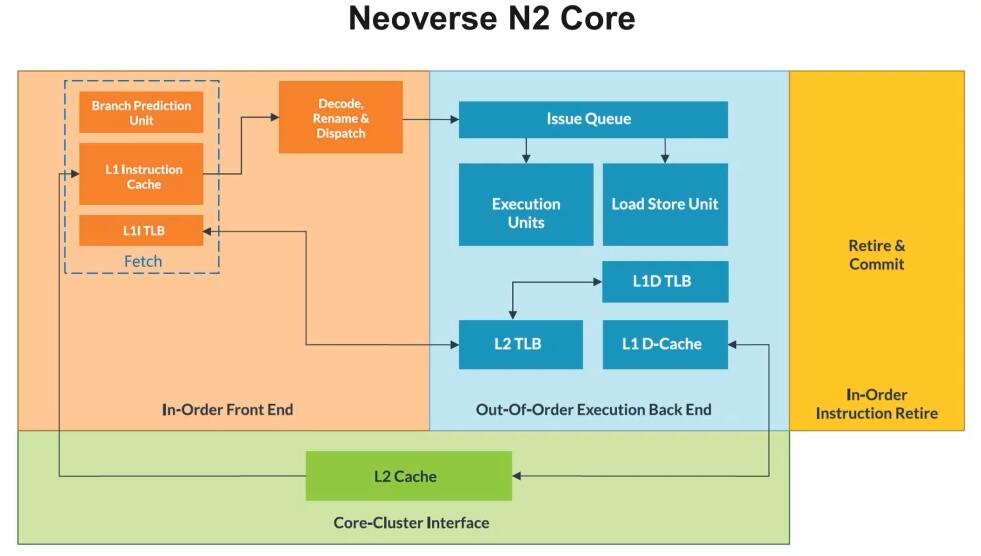 Neoverse N2 Core
Branch Prediction
Unit
L1 Instruction
Cache
L1I TLB
Fetch
Decode,
Rename &
Dispatch
In-Order Front End
Issue Queue
Execution
Units
Load Store Unit
L1D TLB
L2 TLB
L1 D-Cache
Out-Of-Order Execution Back End
Retire &
Commit
In-Order
Instruction Retire
L2 Cache
Core-Cluster Interface